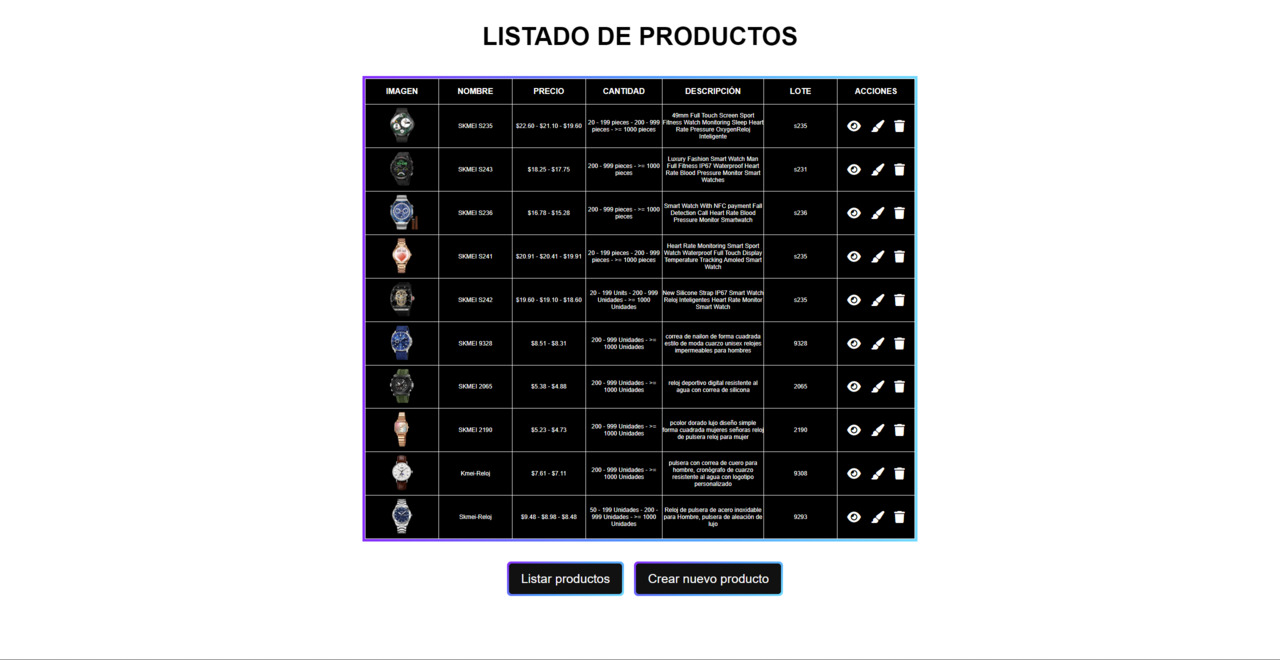 LISTADO DE PRODUCTOS
IMAGEN NOMBRE PRECIO CANTIDAD DESCRIPCIÓN LOTE ACCIONES
SKMEI S235
$22.60 - $21.10 - $19.60
20 - 199 pieces - 200 - 999
pieces - >= 1000 pieces
49mm Full Touch Screen Sport
Fitness Watch Monitoring Sleep Heart
Rate Pressure OxygenReloj
Inteligente
s235
SKMEI S243
$18.25 - $17.75
200 - 999 pieces - >= 1000
pieces
Luxury Fashion Smart Watch Man
Full Fitness IP67 Waterproof Heart
Rate Blood Pressure Monitor Smart
Watches
s231
SKMEI S236
$16.78 - $15.28
200 - 999 pieces - >= 1000
pieces
Smart Watch With NFC payment Fall
Detection Call Heart Rate Blood
Pressure Monitor Smartwatch
s236
SKMEI S241
$20.91 - $20.41 - $19.91
20 - 199 pieces - 200 - 999
pieces - >= 1000 pieces
Heart Rate Monitoring Smart Sport
Watch Waterproof Full Touch Display
Temperature Tracking Amoled Smart
Watch
s235
SKMEI S242
$19.60 - $19.10 - $18.60
20 - 199 Units - 200 - 999
Unidades - >= 1000
Unidades
New Silicone Strap IP67 Smart Watch
Reloj Inteligentes Heart Rate Monitor
Smart Watch
s235
SKMEI 9328
$8.51 - $8.31
200 - 999 Unidades - >=
1000 Unidades
correa de nailon de forma cuadrada
estilo de moda cuarzo unisex relojes
impermeables para hombres
9328
SKMEI 2065
$5.38 - $4.88
200 - 999 Unidades - >=
1000 Unidades
reloj deportivo digital resistente al
agua con correa de silicona
2065
SKMEI 2190
$5.23 - $4.73
200 - 999 Unidades - >=
1000 Unidades
pcolor dorado lujo diseño simple
forma cuadrada mujeres señoras reloj
de pulsera reloj para mujer
2190
Kmei-Reloj
$7.61 - $7.11
200 - 999 Unidades - >=
1000 Unidades
pulsera con correa de cuero para
hombre, cronógrafo de cuarzo
resistente al agua con logotipo
personalizado
9308
Skmei-Reloj
$9.48 - $8.98 - $8.48
50 - 199 Unidades - 200 -
999 Unidades - >= 1000
Unidades
Reloj de pulsera de acero inoxidable
para Hombre, pulsera de aleación de
lujo
9293
Listar productos
Crear nuevo producto